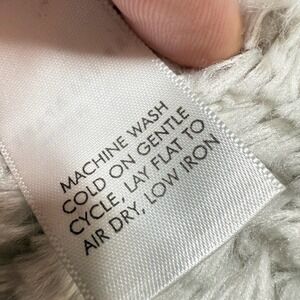 MACHINE WASH
COLD ON GENTLE
CYCLE, LAY FLAT TO
AIR DRY, LOW IRON